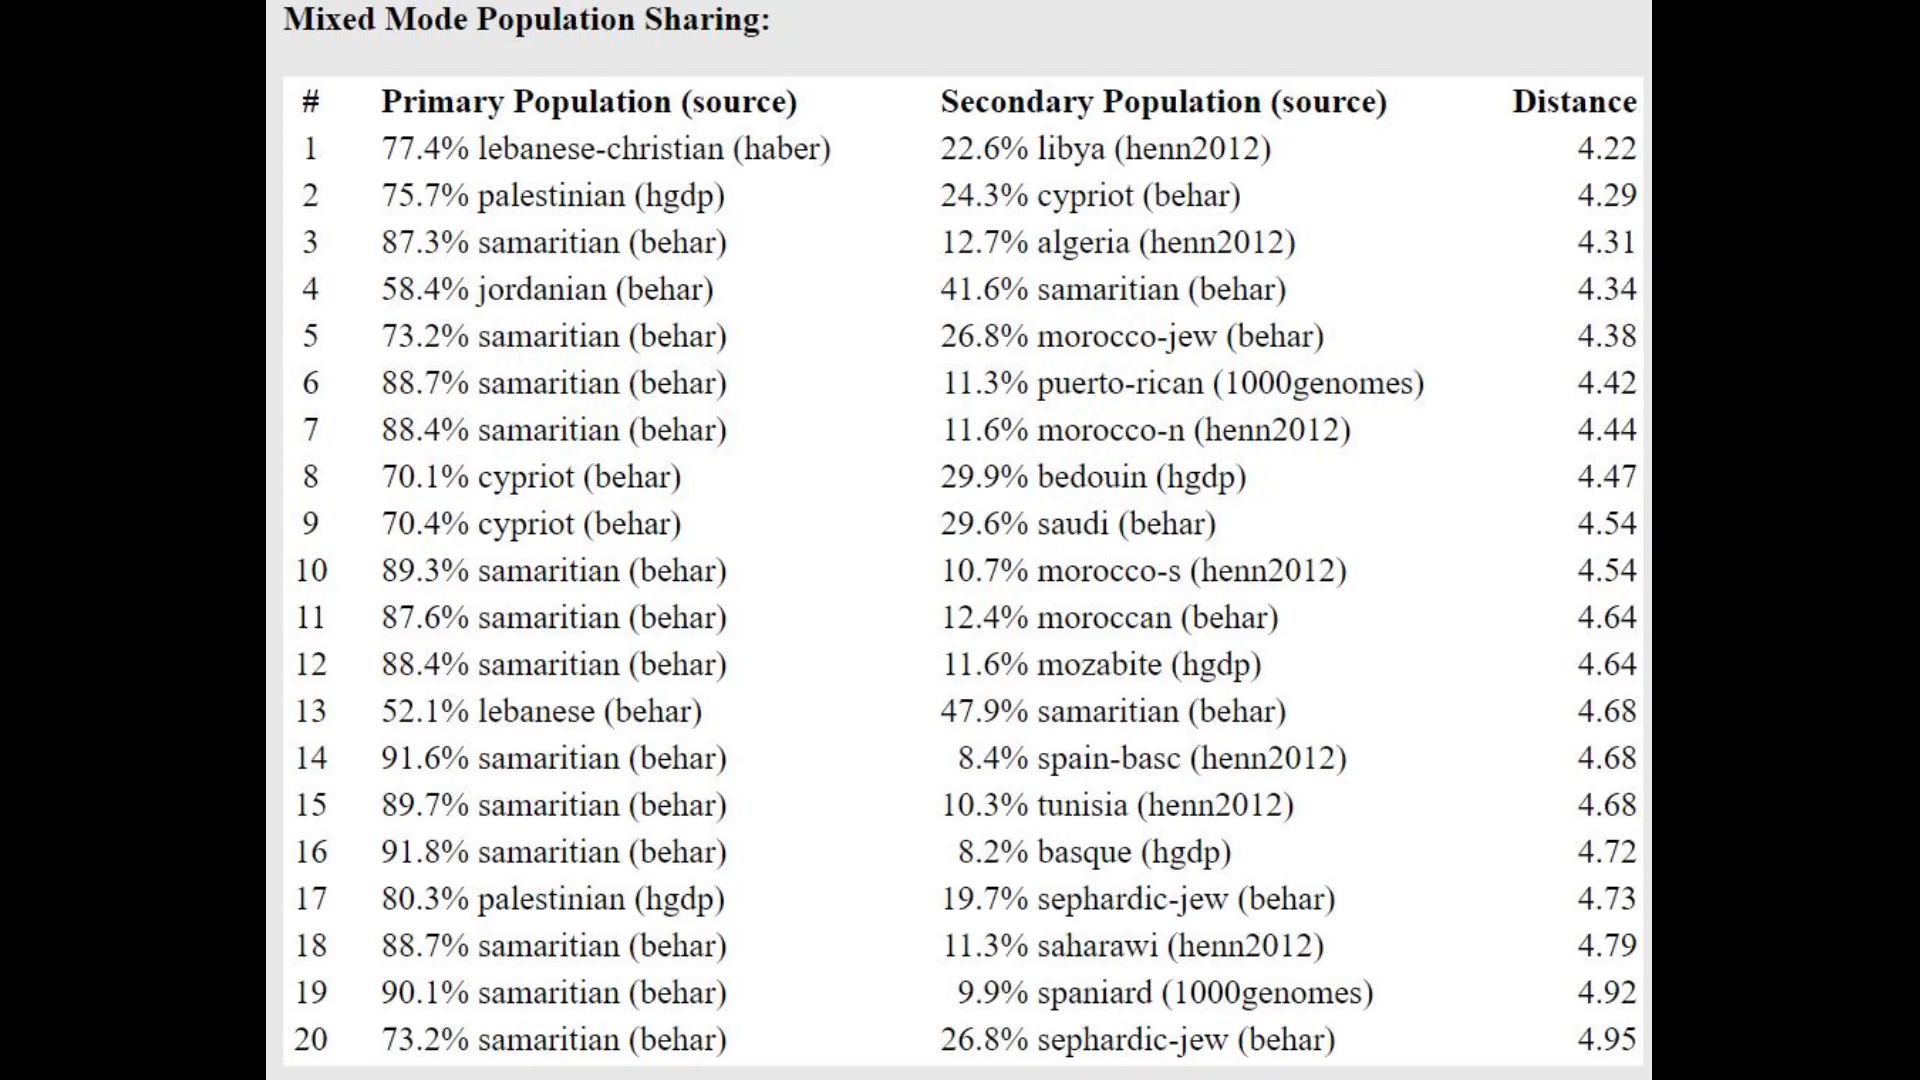 Mixed Mode Population Sharing:
# Primary Population (source) Secondary Population (source) Distance
1 77.4% lebanese-christian (haber) 22.6% libya (henn2012) 4.22
2 75.7% palestinian (hgdp) 24.3% cypriot (behar) 4.29
3 87.3% samaritian (behar) 12.7% algeria (henn2012) 4.31
4 58.4% jordanian (behar) 41.6% samaritian (behar) 4.34
5 73.2% samaritian (behar) 26.8% morocco-jew (behar) 4.38
6 88.7% samaritian (behar) 11.3% puerto-rican (1000genomes) 4.42
7 88.4% samaritian (behar) 11.6% morocco-n (henn2012) 4.44
8 70.1% cypriot (behar) 29.9% bedouin (hgdp) 4.47
9 70.4% cypriot (behar) 29.6% saudi (behar) 4.54
10 89.3% samaritian (behar) 10.7% morocco-s (henn2012) 4.54
11 87.6% samaritian (behar) 12.4% moroccan (behar) 4.64
12 88.4% samaritian (behar) 11.6% mozabite (hgdp) 4.64
13 52.1% lebanese (behar) 47.9% samaritian (behar) 4.68
14 91.6% samaritian (behar) 8.4% spain-basc (henn2012) 4.68
15 89.7% samaritian (behar) 10.3% tunisia (henn2012) 4.68
16 91.8% samaritian (behar) 8.2% basque (hgdp) 4.72
17 80.3% palestinian (hgdp) 19.7% sephardic-jew (behar) 4.73
18 88.7% samaritian (behar) 11.3% saharawi (henn2012) 4.79
19 90.1% samaritian (behar) 9.9% spaniard (1000genomes) 4.92
20 73.2% samaritian (behar) 26.8% sephardic-jew (behar) 4.95